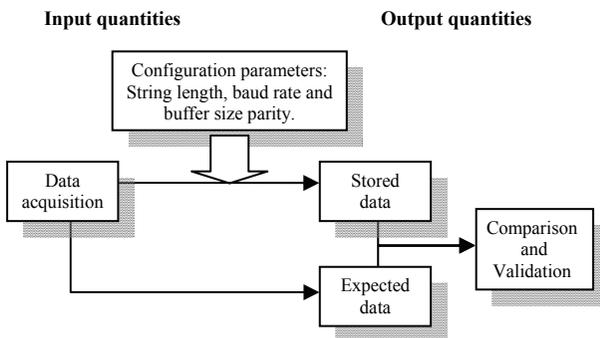 Input quantities
Output quantities
Configuration parameters:
String length, baud rate and
buffer size parity.
Data
acquisition
Stored
data
Comparison
and
Validation
Expected
data